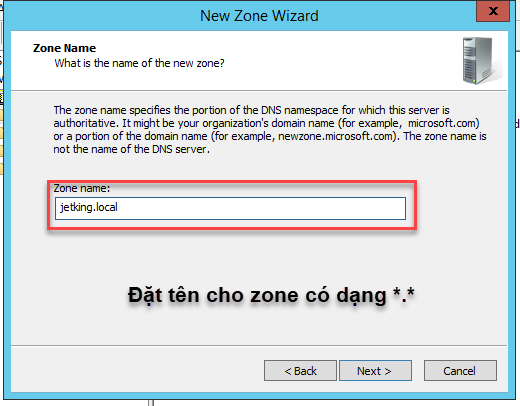 New Zone Wizard
X
Zone Name
What is the name of the new zone?
The zone name specifies the portion of the DNS namespace for which this server is
authoritative. It might be your organization's domain name (for example, microsoft.com)
or a portion of the domain name (for example, newzone.microsoft.com). The zone name is
not the name of the DNS server.
Zone name:
jetking.local
Đặt tên cho zone có dạng *.*
< Back
Next >
Cancel